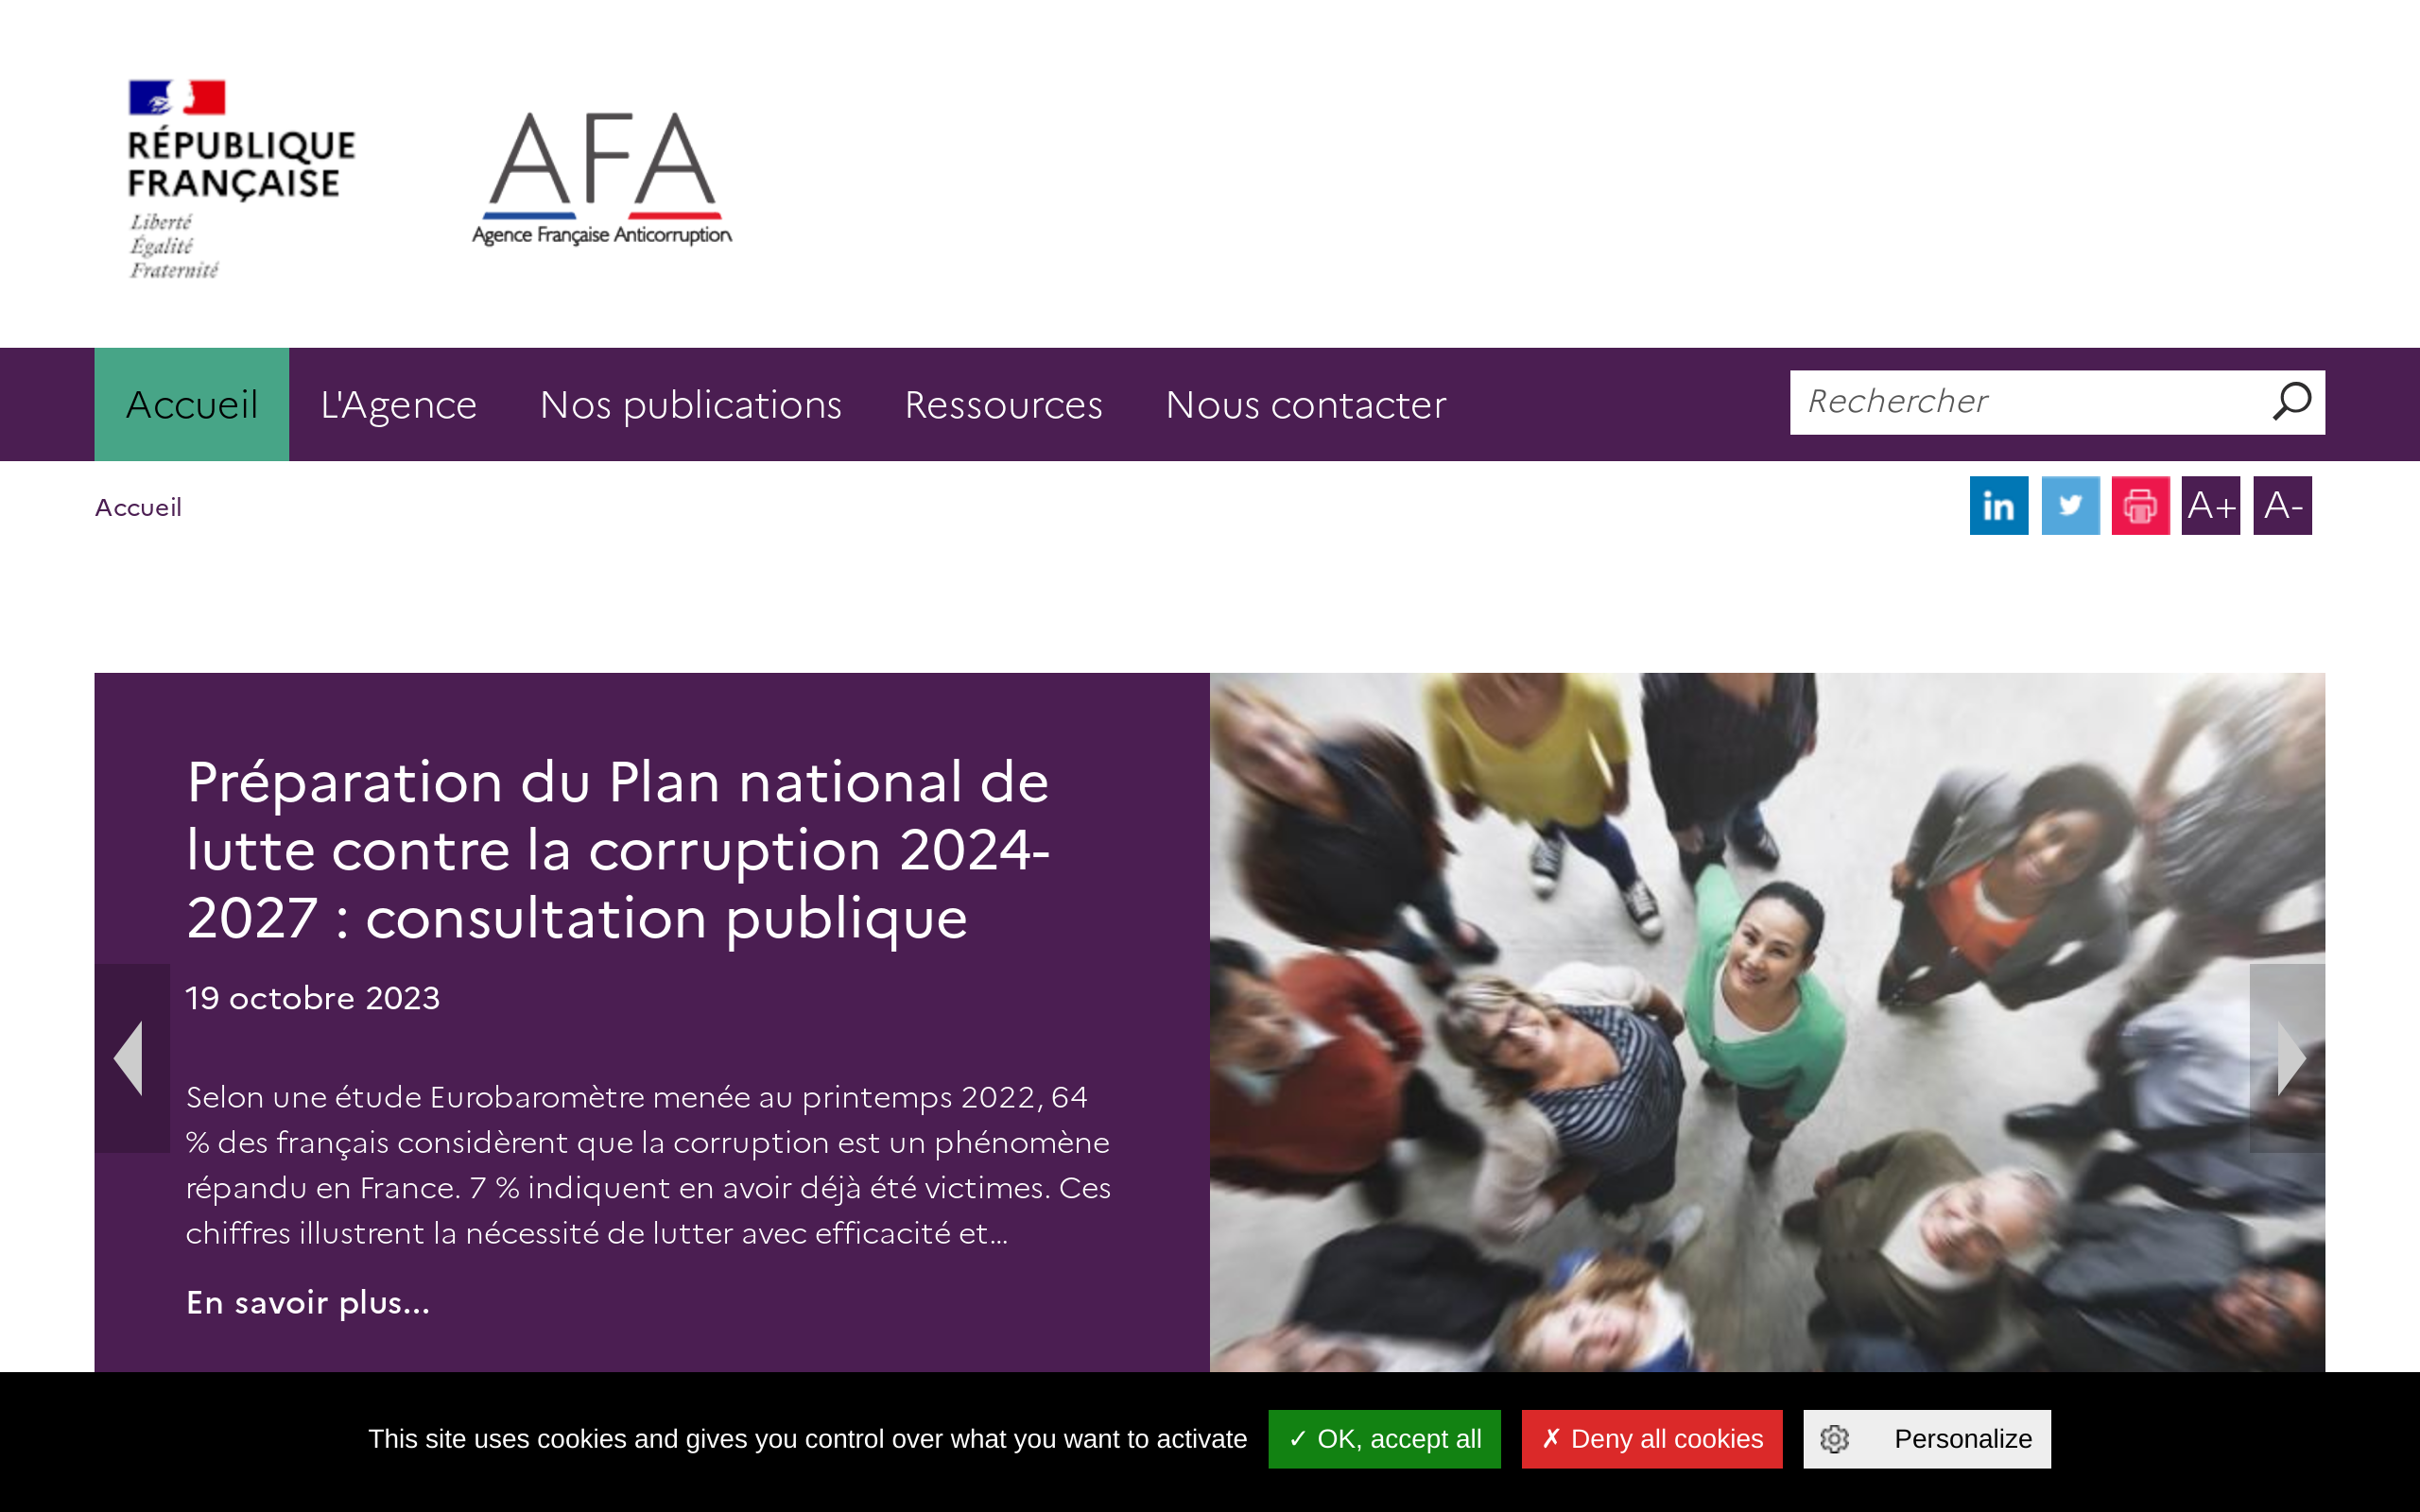 RÉPUBLIQUE
FRANÇAISE
Liberté
Égalité
Fraternité
AFA
Agence Française Anticorruption
Accueil
L'Agence
Nos publications
Ressources
Nous contacter
Rechercher
Accueil
in
A+
A-
Préparation du Plan national de
lutte contre la corruption 2024-
2027 : consultation publique
19 octobre 2023
Selon une étude Eurobaromètre menée au printemps 2022, 64
% des français considèrent que la corruption est un phénomène
répandu en France. 7 % indiquent en avoir déjà été victimes. Ces
chiffres illustrent la nécessité de lutter avec efficacité et...
En savoir plus...
This site uses cookies and gives you control over what you want to activate
✓ OK, accept all
✗ Deny all cookies
Personalize